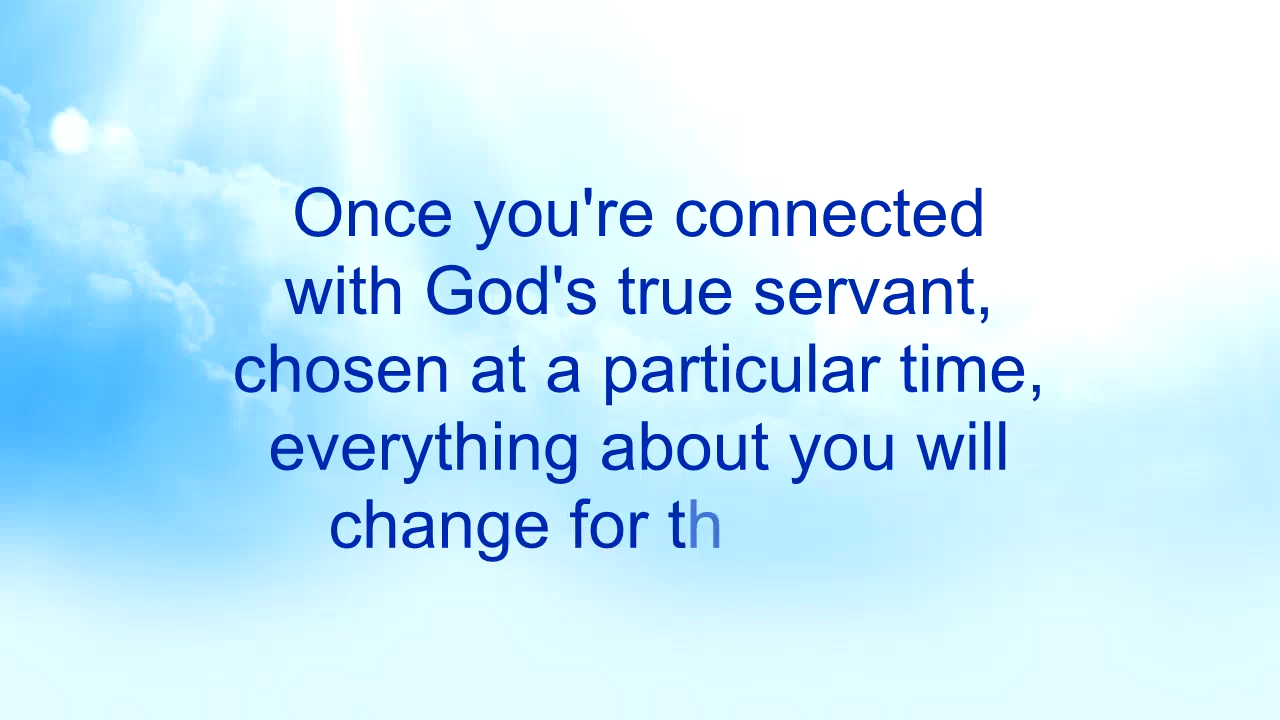 Once you're connected
with God's true servant,
chosen at a particular time,
everything about you will
change for th